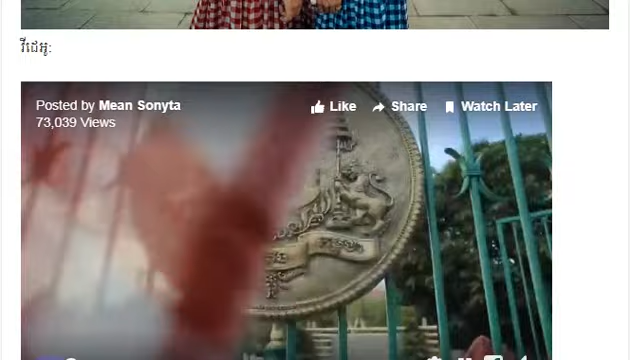 វីដេអូ:
Posted by Mean Sonyta
Like
Share
Watch Later
73,039 Views